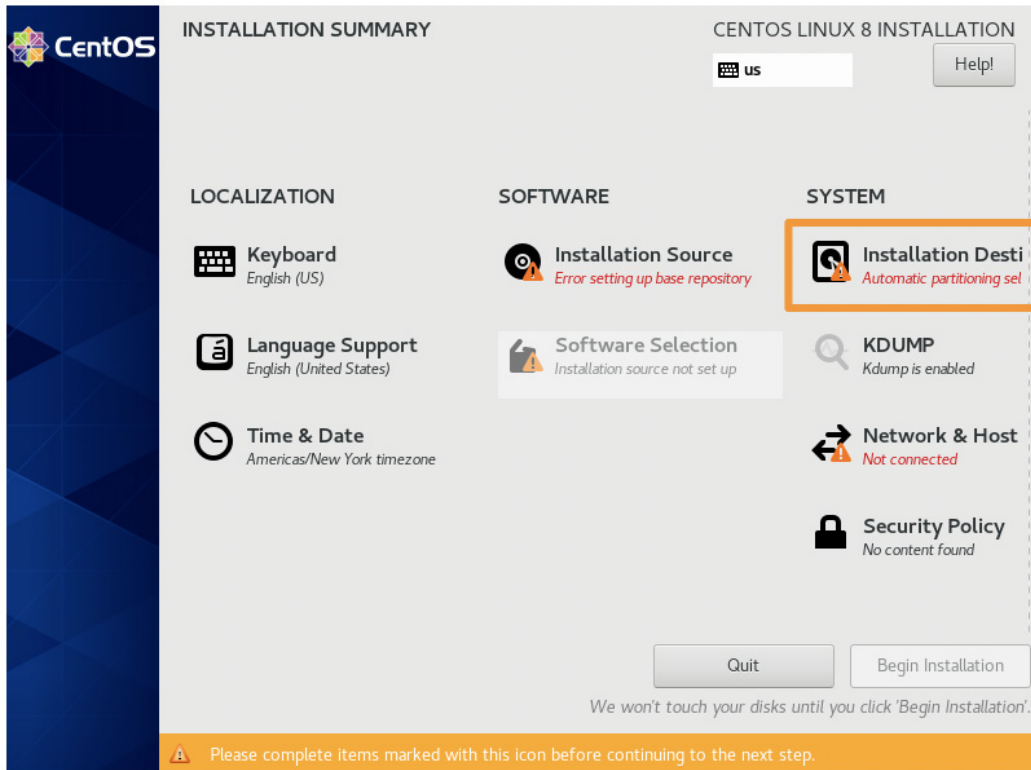 CentOS
INSTALLATION SUMMARY
CENTOS LINUX 8 INSTALLATION
us
Help!
LOCALIZATION
Keyboard
English (US)
Language Support
English (United States)
Time & Date
Americas/New York timezone
SOFTWARE
Installation Source
Error setting up base repository
Software Selection
Installation source not set up
SYSTEM
Installation Desti
Automatic partitioning sel
KDUMP
Kdump is enabled
Network & Host
Not connected
Security Policy
No content found
Quit
Begin Installation
We won't touch your disks until you click 'Begin Installation'.
Please complete items marked with this icon before continuing to the next step.